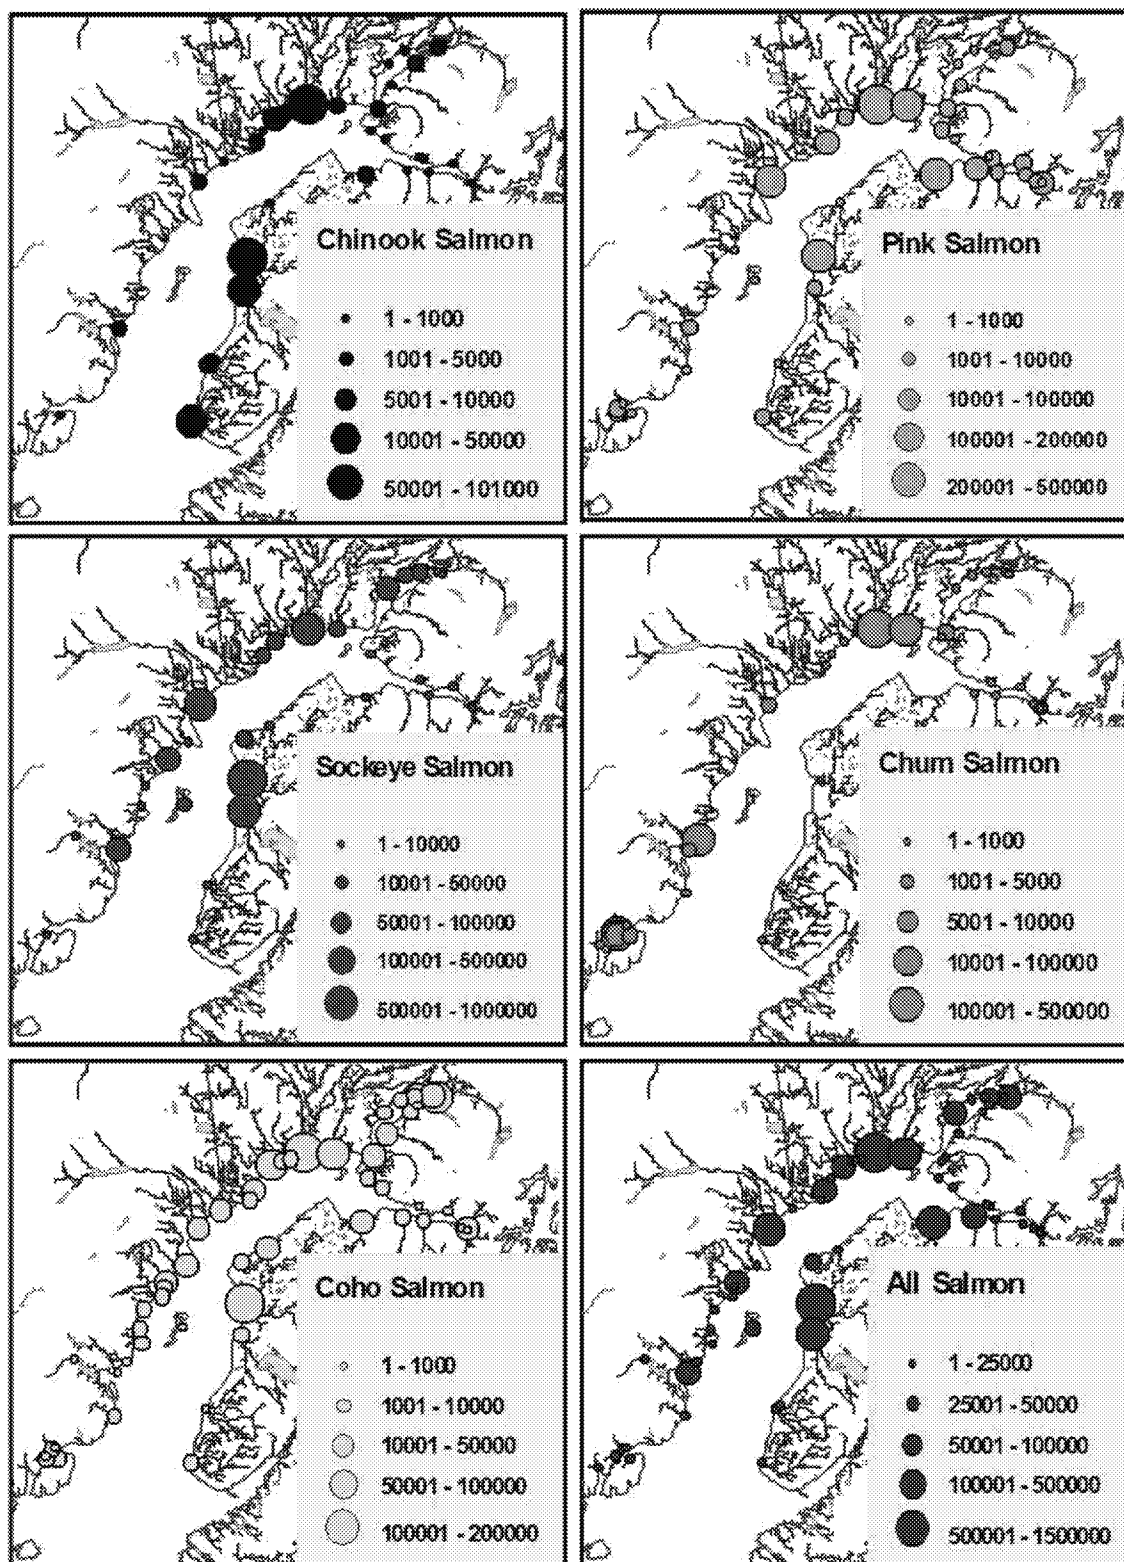 Chinook Salmon
1 - 1000
1001 - 5000
5001 - 10000
10001 - 50000
50001 - 101000
Pink Salmon
1 - 1000
1001 - 10000
10001 - 100000
100001 - 200000
200001 - 500000
Sockeye Salmon
1 - 10000
10001 - 50000
50001 - 100000
100001 - 500000
500001 - 1000000
Chum Salmon
1 - 1000
1001 - 5000
5001 - 10000
10001 - 100000
100001 - 500000
Coho Salmon
1 - 1000
1001 - 10000
10001 - 50000
50001 - 100000
100001 - 200000
All Salmon
1 - 25000
25001 - 50000
50001 - 100000
100001 - 500000
500001 - 1500000